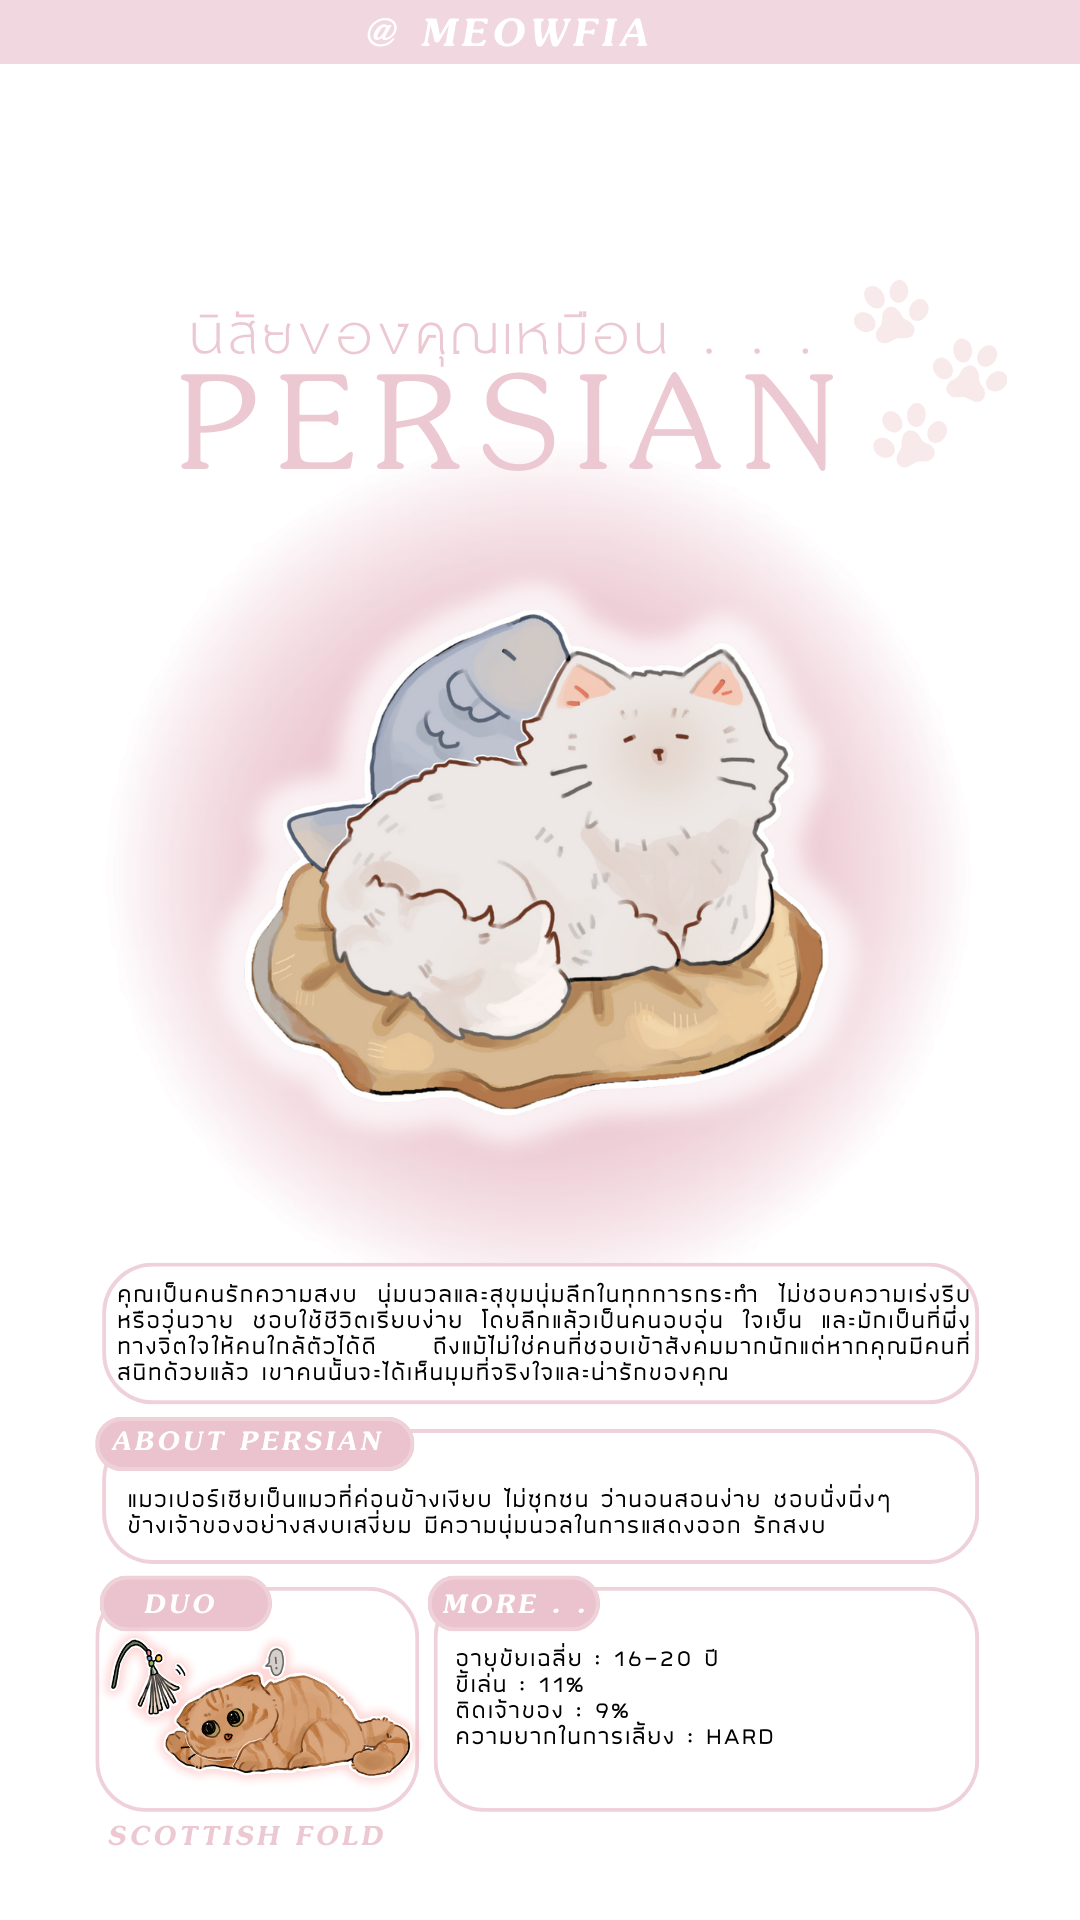 @ MEOWFIA
นิสัยของคุณเหมือน . . .
PERSIAN
คุณเป็นคนรักความสงบ นุ่มนวลและสุขุมนุ่มลึกในทุกการกระทำ ไม่ชอบความเร่งรีบ
หรือวุ่นวาย ชอบใช้ชีวิตเรียบง่าย โดยลึกแล้วเป็นคนอบอุ่น ใจเย็น และมักเป็นที่พึ่ง
ทางจิตใจให้คนใกล้ตัวได้ดี ถึงแม้ไม่ใช่คนที่ชอบเข้าสังคมมากนักแต่หากคุณมีคนที่
สนิทด้วยแล้ว เขาคนนั้นจะได้เห็นมุมที่จริงใจและน่ารักของคุณ
ABOUT PERSIAN
แมวเปอร์เซียเป็นแมวที่ค่อนข้างเงียบ ไม่ซุกซน ว่านอนสอนง่าย ชอบนั่งนิ่งๆ
ข้างเจ้าของอย่างสงบเสงี่ยม มีความนุ่มนวลในการแสดงออก รักสงบ
DUO
!
SCOTTISH FOLD
MORE . .
อายุขัยเฉลี่ย : 16-20 ปี
ขี้เล่น : 11%
ติดเจ้าของ : 9%
ความยากในการเลี้ยง : HARD